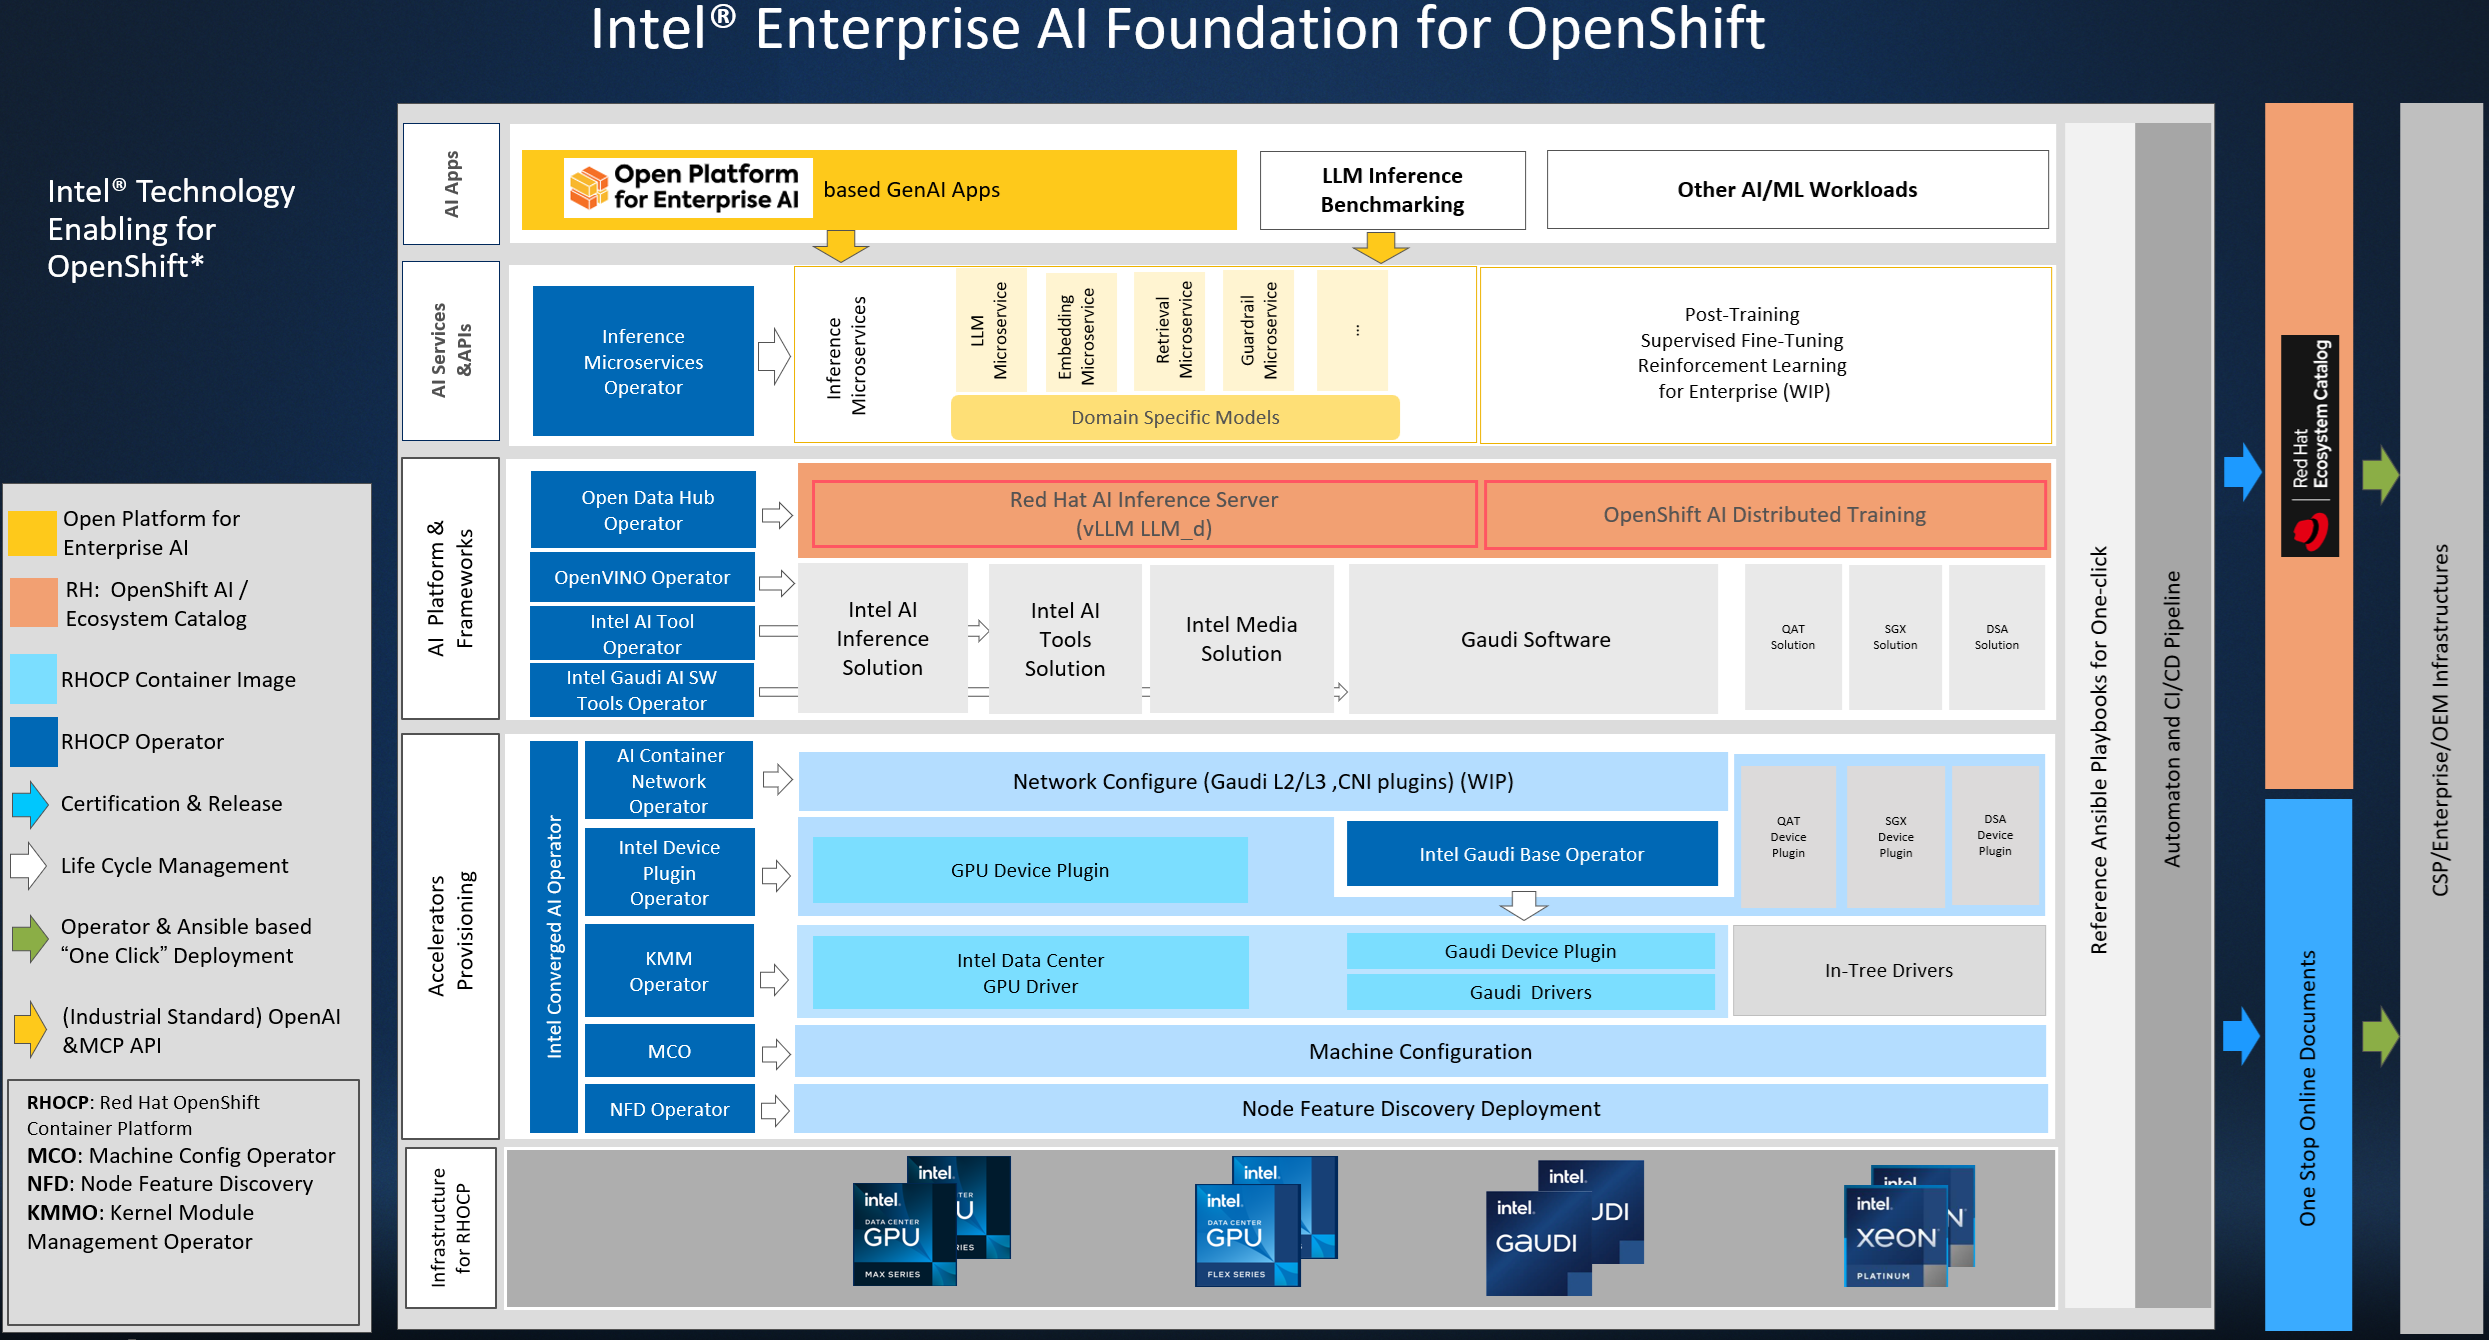 Intel® Enterprise AI Foundation for OpenShift
Intel® Technology
Enabling for
OpenShift*
Open Platform for
Enterprise AI
RH:  OpenShift AI /
Ecosystem Catalog
RHOCP Container Image
RHOCP Operator
Certification & Release
Life Cycle Management
Operator & Ansible based
“One Click” Deployment
(Industrial Standard) OpenAI
&MCP API
RHOCP: Red Hat OpenShift
Container Platform
MCO: Machine Config Operator
NFD: Node Feature Discovery
KMMO: Kernel Module
Management Operator
AI Apps
Open Platform
for Enterprise AI
based GenAI Apps
LLM Inference
Benchmarking
Other AI/ML Workloads
AI Services
&APIs
Inference
Microservices
Operator
Inference
Microservices
LLM
Microservice
Embedding
Microservice
Retrieval
Microservice
Guardrail
Microservice
...
Domain Specific Models
Post-Training
Supervised Fine-Tuning
Reinforcement Learning
for Enterprise (WIP)
AI  Platform &
Frameworks
Open Data Hub
Operator
Red Hat AI Inference Server
(vLLM LLM_d)
OpenShift AI Distributed Training
OpenVINO Operator
Intel AI Tool
Operator
Intel Gaudi AI SW
Tools Operator
Intel AI
Inference
Solution
Intel AI
Tools
Solution
Intel Media
Solution
Gaudi Software
QAT
Solution
SGX
Solution
DSA
Solution
Accelerators
Provisioning
Intel Converged AI Operator
AI Container
Network
Operator
Network Configure (Gaudi L2/L3 ,CNI plugins) (WIP)
Intel Device
Plugin
Operator
GPU Device Plugin
Intel Gaudi Base Operator
QAT
Device
Plugin
SGX
Device
Plugin
DSA
Device
Plugin
KMM
Operator
Intel Data Center
GPU Driver
Gaudi Device Plugin
Gaudi  Drivers
In-Tree Drivers
MCO
Machine Configuration
NFD Operator
Node Feature Discovery Deployment
Infrastructure
for RHOCP
intel.
intel.
DATA CENTER
GPU
MAX SERIES
intel.
intel.
DATA CENTER
GPU
FLEX SERIES
intel.
intel.
GAUDI
intel.
intel.
XEON
PLATINUM
Reference Ansible Playbooks for One-click
Automaton and CI/CD Pipeline
Red Hat
Ecosystem Catalog
One Stop Online Documents
CSP/Enterprise/OEM Infrastructures